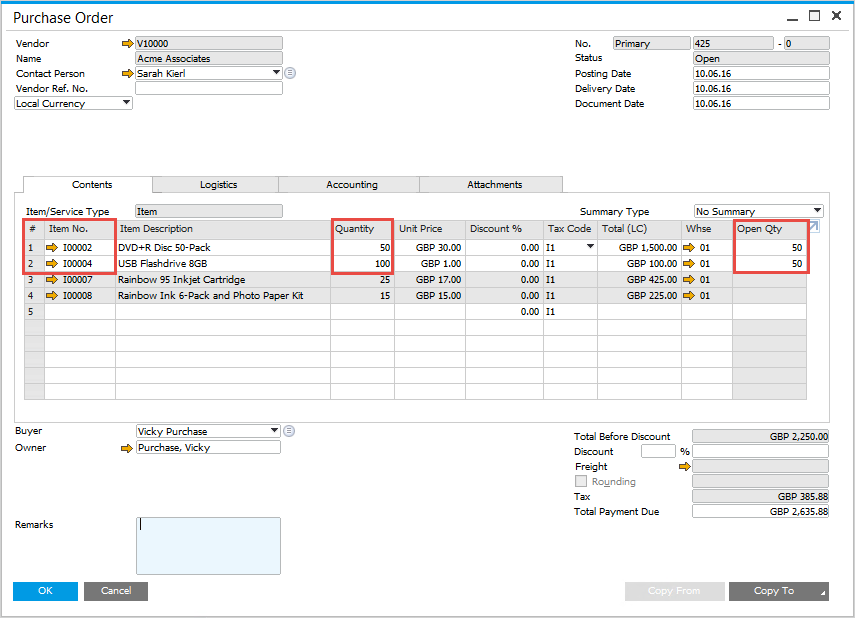 Purchase Order
Vendor V10000 No. Primary 425 - 0
Name Acme Associates Status Open
Contact Person Sarah Kierl Posting Date 10.06.16
Vendor Ref. No. Delivery Date 10.06.16
Local Currency Document Date 10.06.16
Contents Logistics Accounting Attachments
Item/Service Type Item Summary Type No Summary
# Item No. Item Description Quantity Unit Price Discount % Tax Code Total (LC) Whse Open Qty
1 I00002 DVD+R Disc 50-Pack 50 GBP 30.00 0.00 I1 GBP 1,500.00 01 50
2 I00004 USB Flashdrive 8GB 100 GBP 1.00 0.00 I1 GBP 100.00 01 50
3 I00007 Rainbow 95 Inkjet Cartridge 25 GBP 17.00 0.00 I1 GBP 425.00 01
4 I00008 Rainbow Ink 6-Pack and Photo Paper Kit 15 GBP 15.00 0.00 I1 GBP 225.00 01
5 0.00 I1
Buyer Vicky Purchase
Owner Purchase, Vicky
Total Before Discount GBP 2,250.00
Discount %
Freight
Rounding
Tax GBP 385.88
Total Payment Due GBP 2,635.88
Remarks
OK Cancel Copy From Copy To